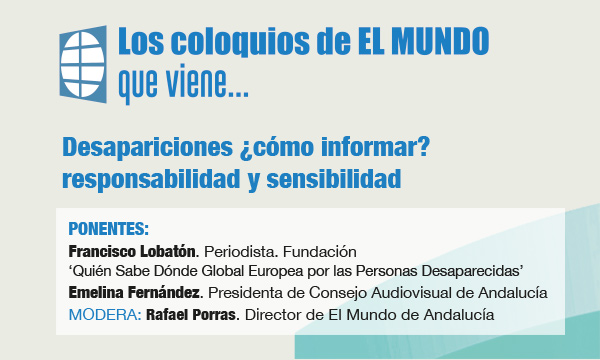 Los coloquios de EL MUNDO
que viene...
Desapariciones ¿cómo informar?
responsabilidad y sensibilidad
PONENTES:
Francisco Lobatón. Periodista. Fundación
‘Quién Sabe Dónde Global Europea por las Personas Desaparecidas’
Emelina Fernández. Presidenta de Consejo Audiovisual de Andalucía
MODERA: Rafael Porras. Director de El Mundo de Andalucía